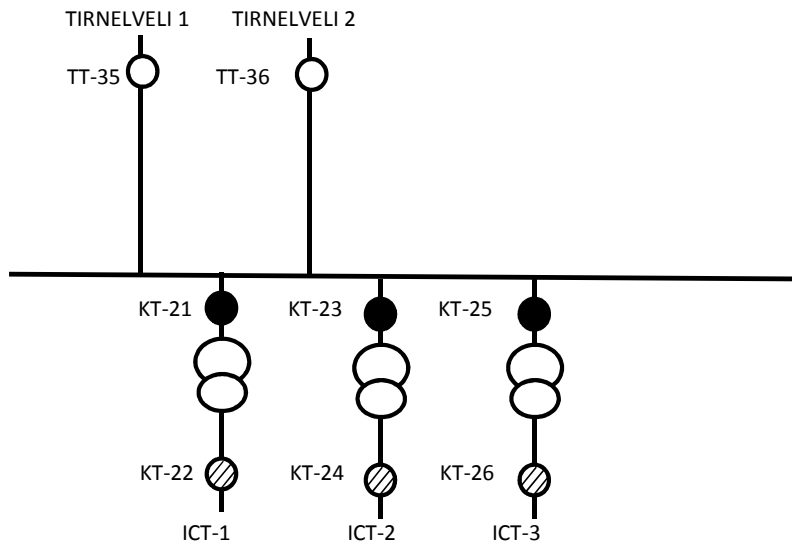 TIRNELVELI 1
TIRNELVELI 2
TT-35
TT-36
KT-21
KT-23
KT-25
KT-22
KT-24
KT-26
ICT-1
ICT-2
ICT-3